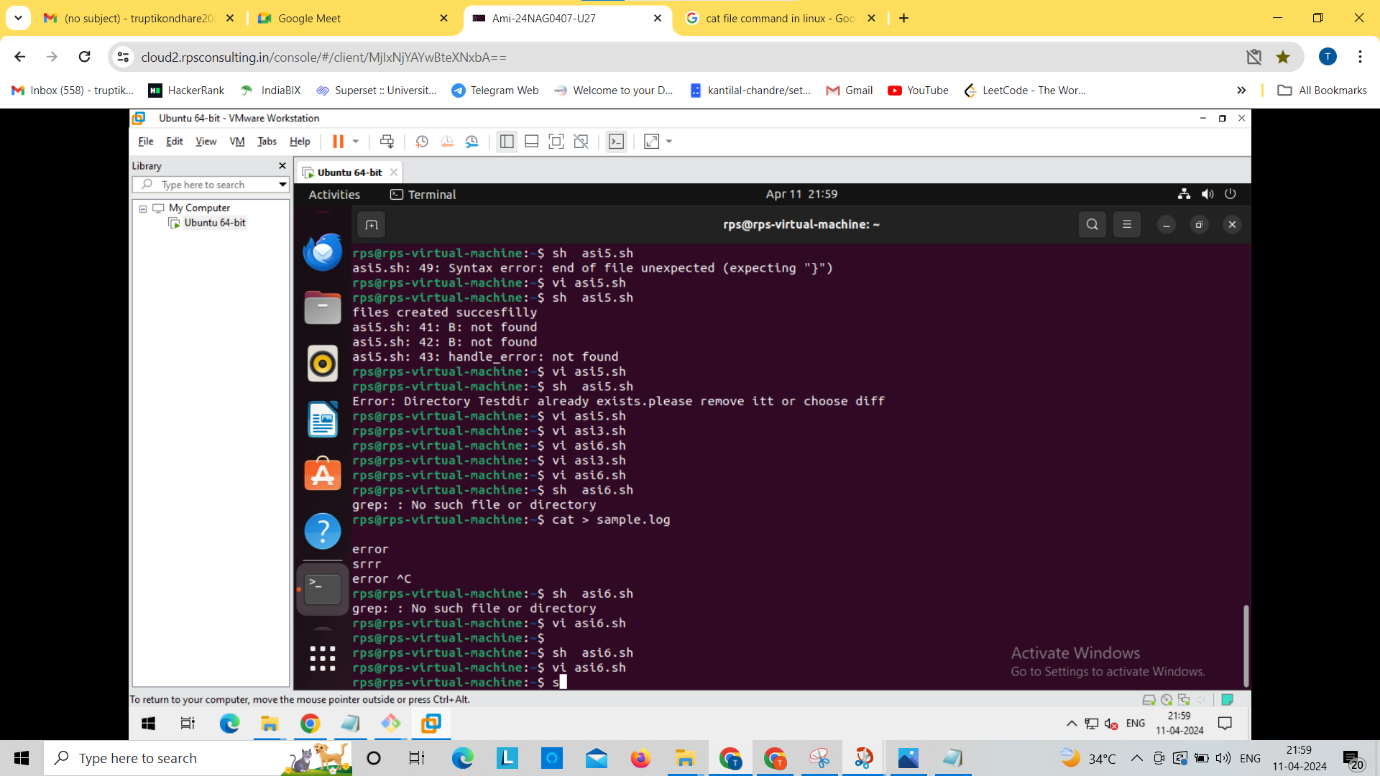 (no subject) - truptikondhare20
Google Meet
Ami-24NAG0407-U27
cat file command in linux - Goo
cloud2.rpsconsulting.in/console/#/client/MjIxNjYAYwBteXNxbA==
T
Inbox (558) - truptik...
HackerRank
IndiaBIX
Superset :: Universit...
Telegram Web
Welcome to your D...
kantilal-chandre/set...
Gmail
YouTube
LeetCode - The Wor...
All Bookmarks
Ubuntu 64-bit - VMware Workstation
File Edit View VM Tabs Help
Library
Ubuntu 64-bit
Type here to search
My Computer
Ubuntu 64-bit
Activities
Terminal
Apr 11 21:59
rps@rps-virtual-machine: ~
rps@rps-virtual-machine:~$ sh  asi5.sh
asi5.sh: 49: Syntax error: end of file unexpected (expecting "}")
rps@rps-virtual-machine:~$ vi asi5.sh
rps@rps-virtual-machine:~$ sh  asi5.sh
files created succesfilly
asi5.sh: 41: B: not found
asi5.sh: 42: B: not found
asi5.sh: 43: handle_error: not found
rps@rps-virtual-machine:~$ vi asi5.sh
rps@rps-virtual-machine:~$ sh  asi5.sh
Error: Directory Testdir already exists.please remove itt or choose diff
rps@rps-virtual-machine:~$ vi asi5.sh
rps@rps-virtual-machine:~$ vi asi3.sh
rps@rps-virtual-machine:~$ vi asi6.sh
rps@rps-virtual-machine:~$ vi asi3.sh
rps@rps-virtual-machine:~$ vi asi6.sh
rps@rps-virtual-machine:~$ sh  asi6.sh
grep: : No such file or directory
rps@rps-virtual-machine:~$ cat > sample.log
error
srrr
error ^C
rps@rps-virtual-machine:~$ sh  asi6.sh
grep: : No such file or directory
rps@rps-virtual-machine:~$ vi asi6.sh
rps@rps-virtual-machine:~$
rps@rps-virtual-machine:~$ sh  asi6.sh
rps@rps-virtual-machine:~$ vi asi6.sh
rps@rps-virtual-machine:~$ s
Activate Windows
Go to Settings to activate Windows.
To return to your computer, move the mouse pointer outside or press Ctrl+Alt.
ENG
21:59
11-04-2024
Type here to search
34°C
ENG
21:59
11-04-2024
20